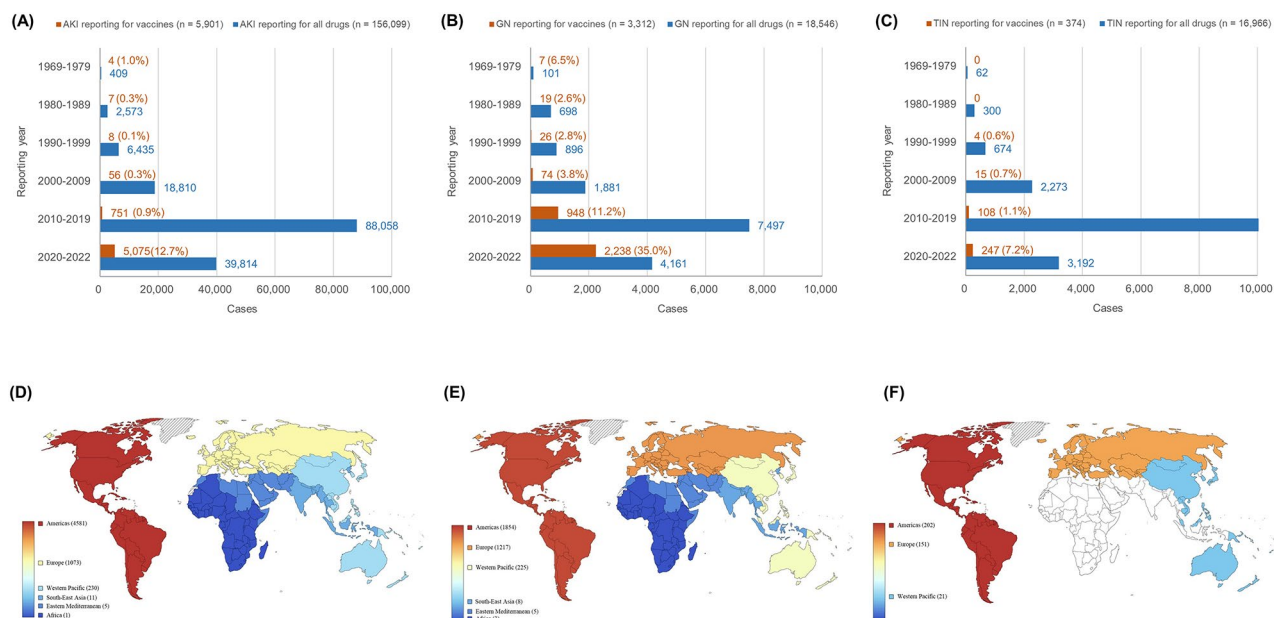 (A)
AKI reporting for vaccines (n = 5,901) AKI reporting for all drugs (n = 156,099)
Reporting year
1969-1979
4 (1.0%)
409
1980-1989
7 (0.3%)
2,573
1990-1999
8 (0.1%)
6,435
2000-2009
56 (0.3%)
18,810
2010-2019
751 (0.9%)
88,058
2020-2022
5,075(12.7%)
39,814
0 20,000 40,000 60,000 80,000 100,000
Cases
(B)
GN reporting for vaccines (n = 3,312) GN reporting for all drugs (n = 18,546)
Reporting year
1969-1979
7 (6.5%)
101
1980-1989
19 (2.6%)
698
1990-1999
26 (2.8%)
896
2000-2009
74 (3.8%)
1,881
2010-2019
948 (11.2%)
7,497
2020-2022
2,238 (35.0%)
4,161
0 2,000 4,000 6,000 8,000 10,000
Cases
(C)
TIN reporting for vaccines (n = 374) TIN reporting for all drugs (n = 16,966)
Reporting year
1969-1979
0
62
1980-1989
0
300
1990-1999
4 (0.6%)
674
2000-2009
15 (0.7%)
2,273
2010-2019
108 (1.1%)
2020-2022
247 (7.2%)
3,192
0 2,000 4,000 6,000 8,000 10,000
Cases
(D)
Americas (4581)
Europe (1073)
Western Pacific (230)
South-East Asia (11)
Eastern Mediterranean (5)
Africa (1)
(E)
Americas (1854)
Europe (1217)
Western Pacific (225)
South-East Asia (8)
Eastern Mediterranean (5)
(F)
Americas (202)
Europe (151)
Western Pacific (21)